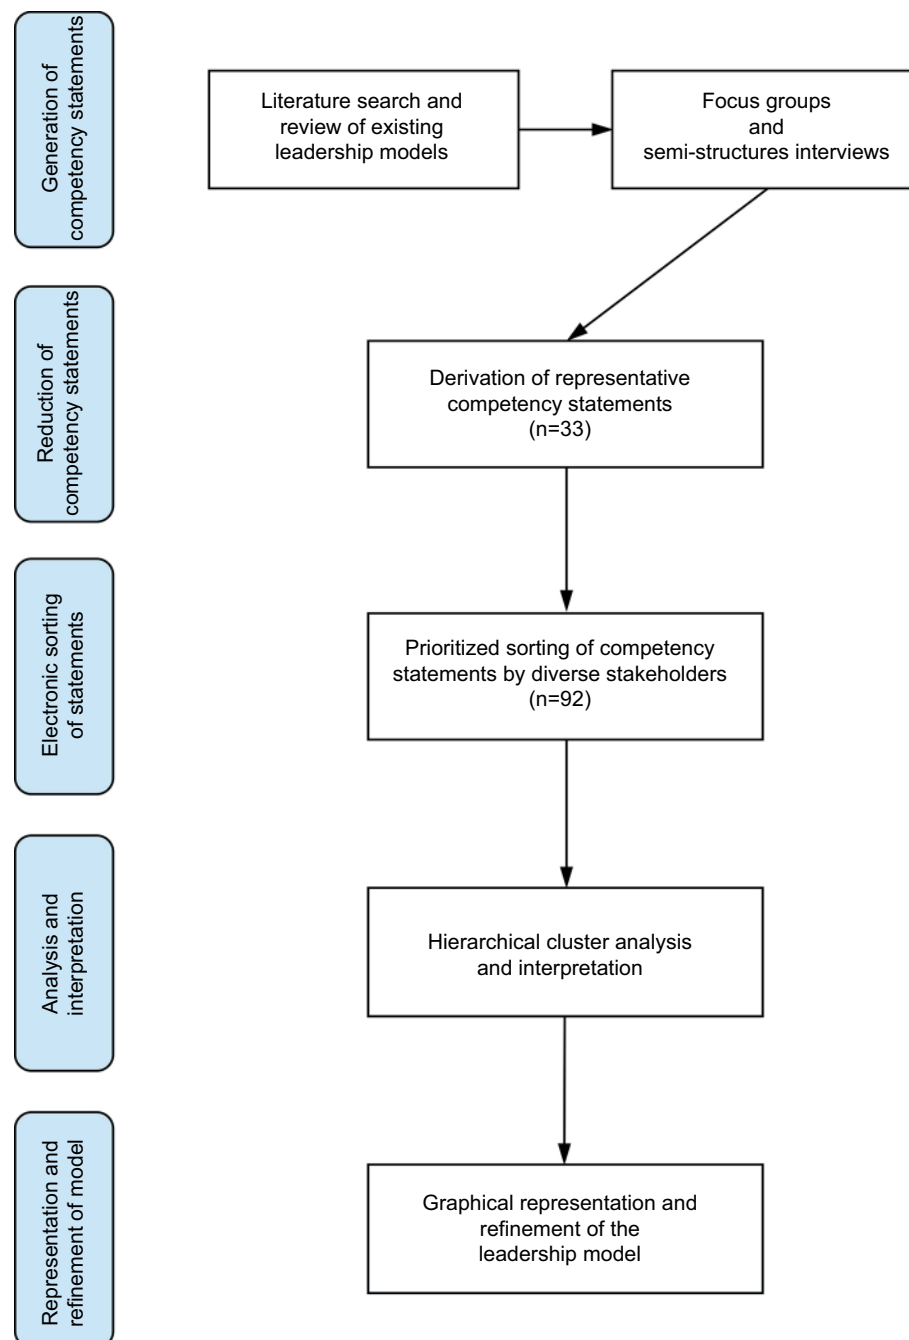 Generation of
competency statements
Literature search and
review of existing
leadership models
Focus groups
and
semi-structures interviews
Reduction of
competency statements
Derivation of representative
competency statements
(n=33)
Electronic sorting
of statements
Prioritized sorting of competency
statements by diverse stakeholders
(n=92)
Analysis and
interpretation
Hierarchical cluster analysis
and interpretation
Representation and
refinement of model
Graphical representation and
refinement of the
leadership model